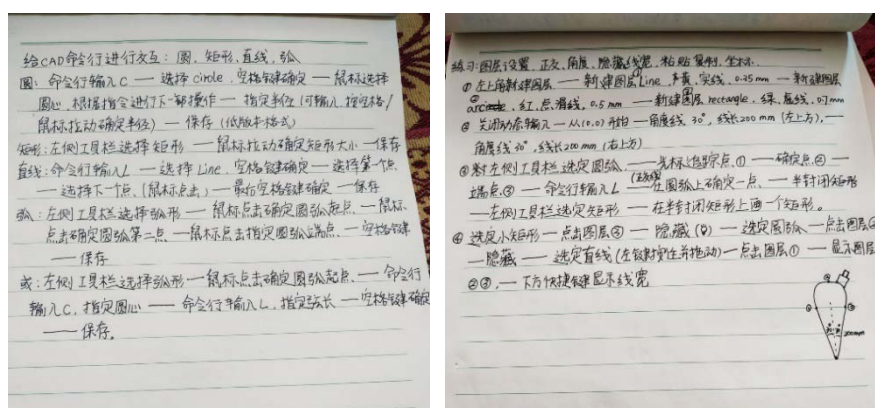 给CAD命令行进行交互：圆、矩形、直线、弧
圆：命令行输入C — 选择circle、空格键确定 — 鼠标选择
圆心、根据指令进行下一部操作 — 指定半径(可输入,按空格/
鼠标拉动确定半径) — 保存(低版本格式)
矩形：左侧工具栏选择矩形 — 鼠标拉动确定矩形大小 — 保存
直线：命令行输入L — 选择Line、空格键确定 — 选择第一个点
— 选择下一个点、(鼠标点击) — 最后空格键确定 — 保存
弧：左侧工具栏选择弧形 — 鼠标点击确定圆弧起点、— 鼠标
点击确定圆弧第二点 — 鼠标点击指定圆弧端点、— 空格键
— 保存
或：左侧工具栏选择弧形 — 鼠标点击确定圆弧起点、— 命令行
输入C、指定圆心 — 命令行输入L、指定弦长 — 空格键确定
— 保存。
练习：图层设置、正交、角度、隐藏线宽、粘贴复制、坐标、
① 左上角新建图层 — 新建图层①Line、黄、实线、0.35mm — 新建图层
②arc、红、点滑线、0.5mm — 新建图层③rectangle、绿、虚线、0.7mm
② 关闭动态输入 — 从(0,0)开始 — 角度线30°，线长200mm (左上方)、—
角度线30°、线长200mm (右上方)
③ 对左侧工具栏选定圆弧、— 光标追踪点① — 确定点② —
端点③ — 命令行输入L — 在圆弧上确定一点、— 半封闭矩形
— 左侧工具栏选定矩形 — 在半封闭矩形上画一个矩形。
④ 选定小矩形 — 点击图层③ — 隐藏 — 选定圆弧 — 点击图层②
— 隐藏 — 选定直线(左键按住并拖动) — 点击图层① — 显示图层
②③、— 下方快捷键显示线宽